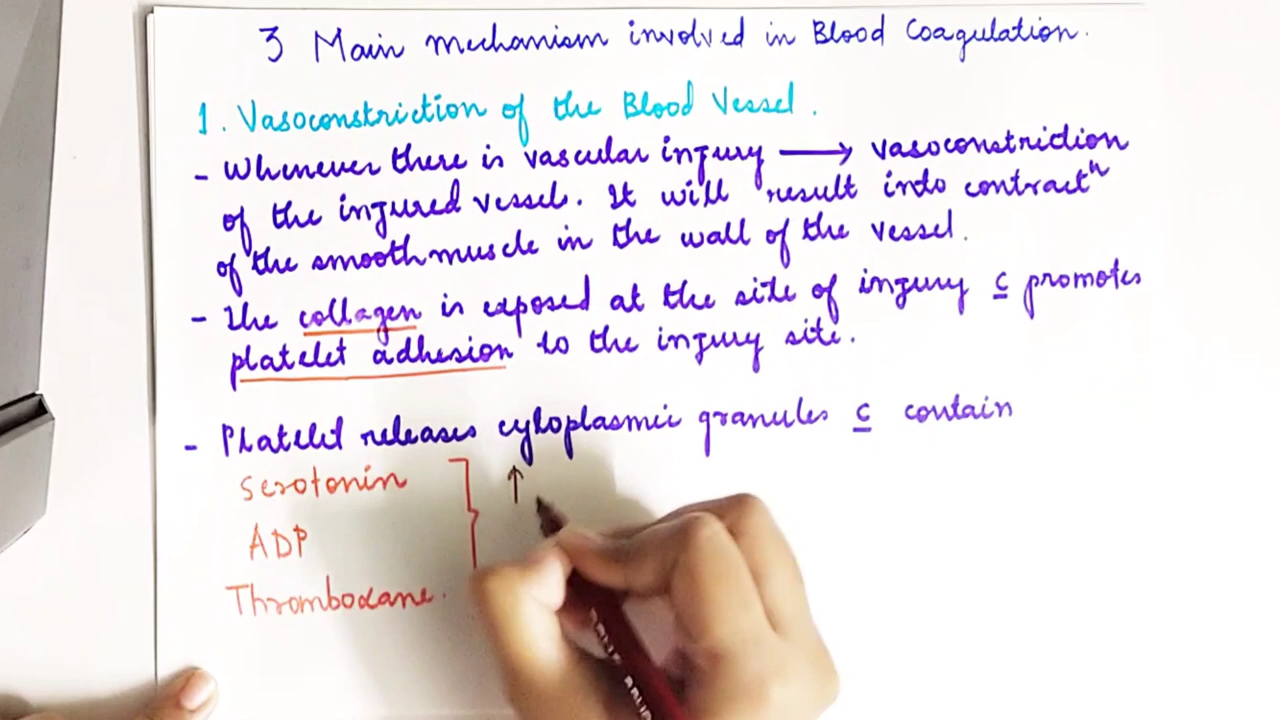 3 Main mechanism involved in Blood Coagulation.
1. Vasoconstriction of the Blood Vessel.
- Whenever there is vascular injury → vasoconstriction
of the injured vessel. It will result into contractⁿ
of the smooth muscle in the wall of the vessel.
- The collagen is exposed at the site of injury c promotes
platelet adhesion to the injury site.
- Platelet releases cytoplasmic granules c contain
Serotonin
↑
ADP
Thromboxane.